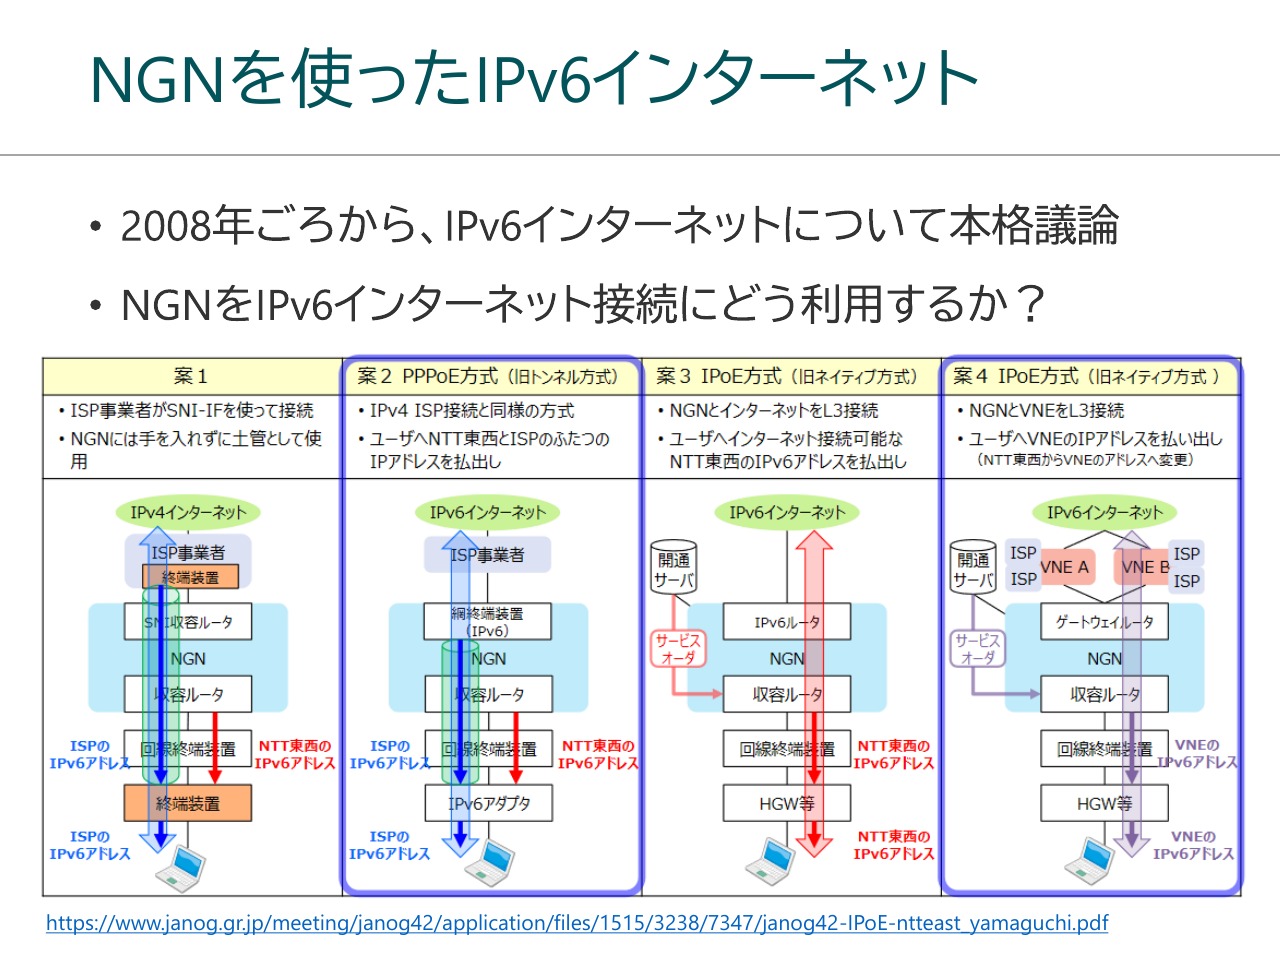 NGNを使ったIPv6インターネット
• 2008年ごろから、IPv6インターネットについて本格議論
• NGNをIPv6インターネット接続にどう利用するか？
案１
• ISP事業者がSNI-IFを使って接続
• NGNには手を入れずに土管として使
用
IPv4インターネット
ISP事業者
終端装置
SNI収容ルータ
NGN
収容ルータ
ISPの
IPv6アドレス
回線終端装置
NTT東西の
IPv6アドレス
終端装置
ISPの
IPv6アドレス
案２ PPPoE方式（旧トンネル方式）
• IPv4 ISP接続と同様の方式
• ユーザへNTT東西とISPのふたつの
IPアドレスを払出し
IPv6インターネット
ISP事業者
網終端装置
（IPv6）
NGN
収容ルータ
ISPの
IPv6アドレス
回線終端装置
NTT東西の
IPv6アドレス
IPv6アダプタ
ISPの
IPv6アドレス
案３ IPoE方式（旧ネイティブ方式）
• NGNとインターネットをL3接続
• ユーザへインターネット接続可能な
NTT東西のIPv6アドレスを払出し
IPv6インターネット
開通
サーバ
IPv6ルータ
サービス
オーダ
NGN
収容ルータ
回線終端装置
NTT東西の
IPv6アドレス
HGW等
NTT東西の
IPv6アドレス
案４ IPoE方式（旧ネイティブ方式 ）
• NGNとVNEをL3接続
• ユーザへVNEのIPアドレスを払い出し
（NTT東西からVNEのアドレスへ変更）
IPv6インターネット
開通
サーバ
ISP
ISP
VNE A
VNE B
ISP
ISP
ゲートウェイルータ
サービス
オーダ
NGN
収容ルータ
回線終端装置
VNEの
IPv6アドレス
HGW等
VNEの
IPv6アドレス
https://www.janog.gr.jp/meeting/janog42/application/files/1515/3238/7347/janog42-IPoE-ntteast_yamaguchi.pdf